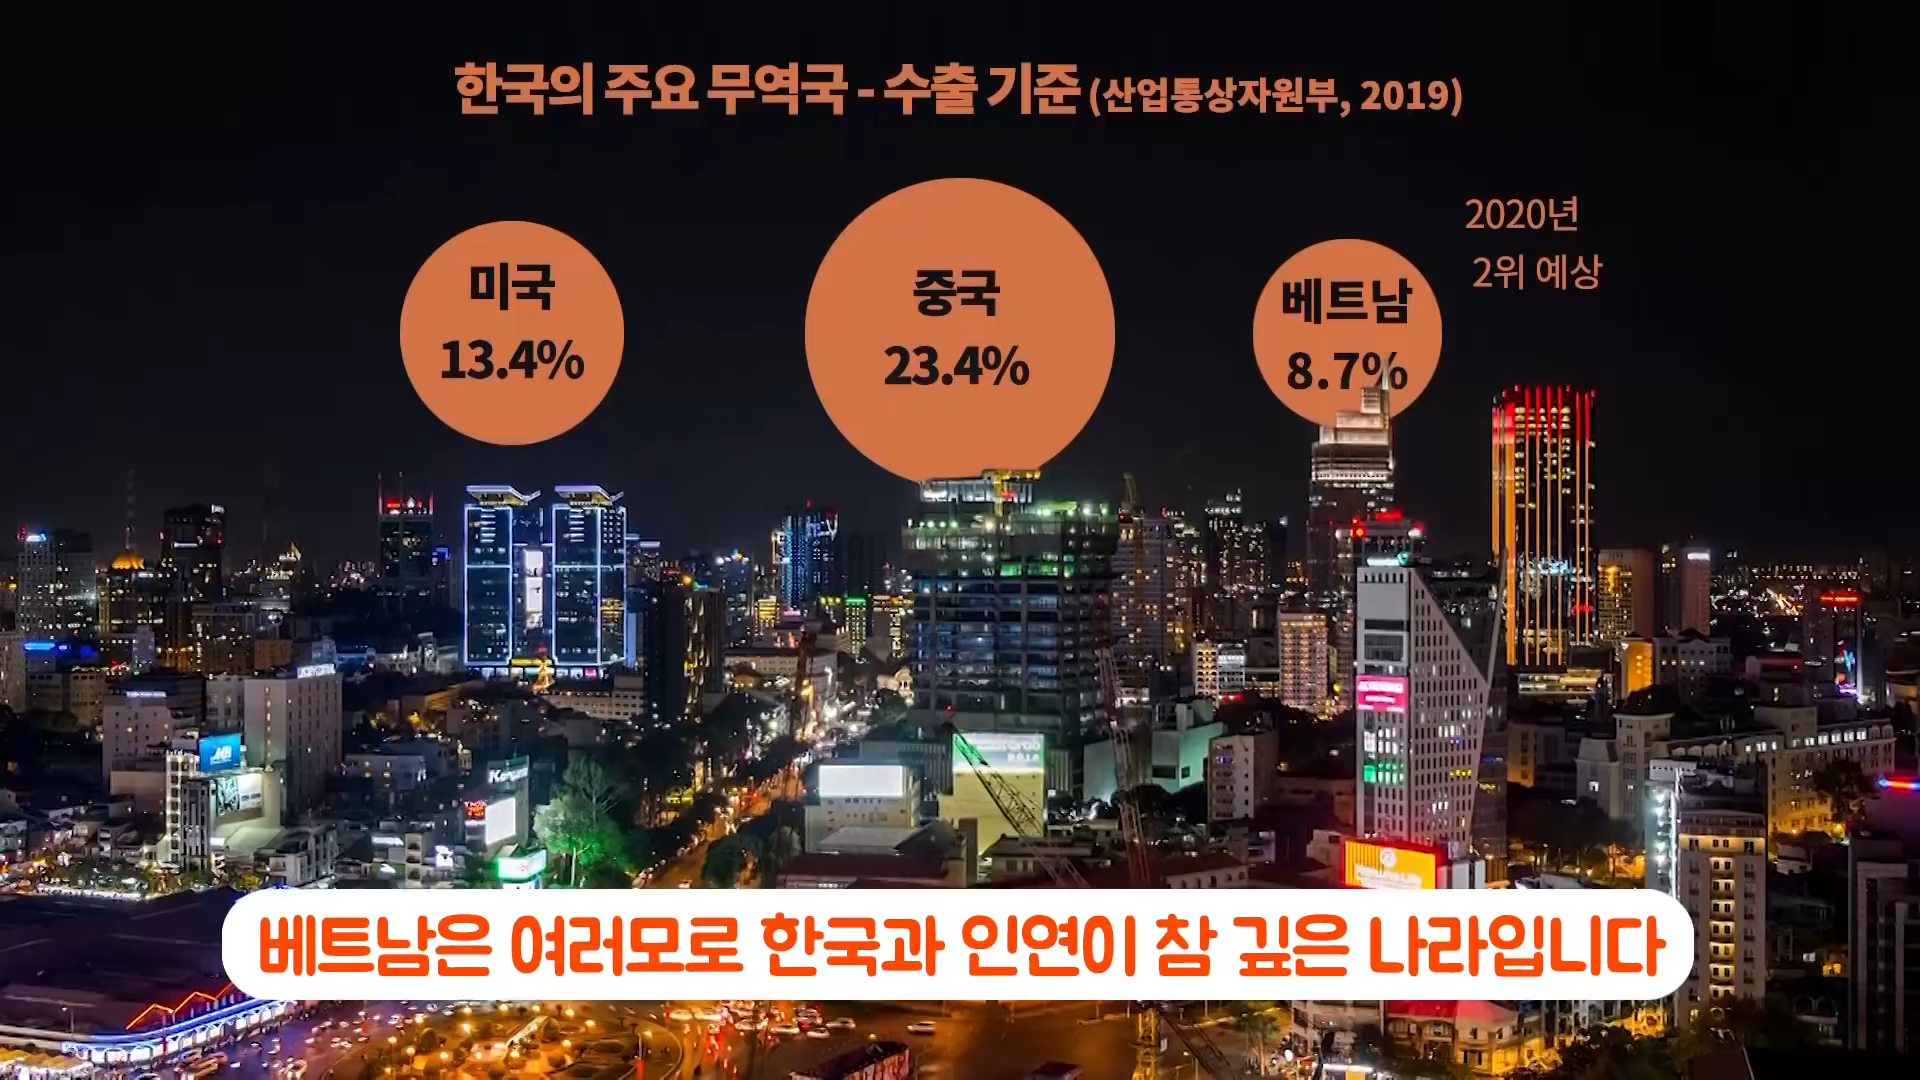 한국의 주요 무역국 - 수출 기준 (산업통상자원부, 2019)
미국
13.4%
중국
23.4%
베트남
8.7%
2020년
2위 예상
베트남은 여러모로 한국과 인연이 참 깊은 나라입니다